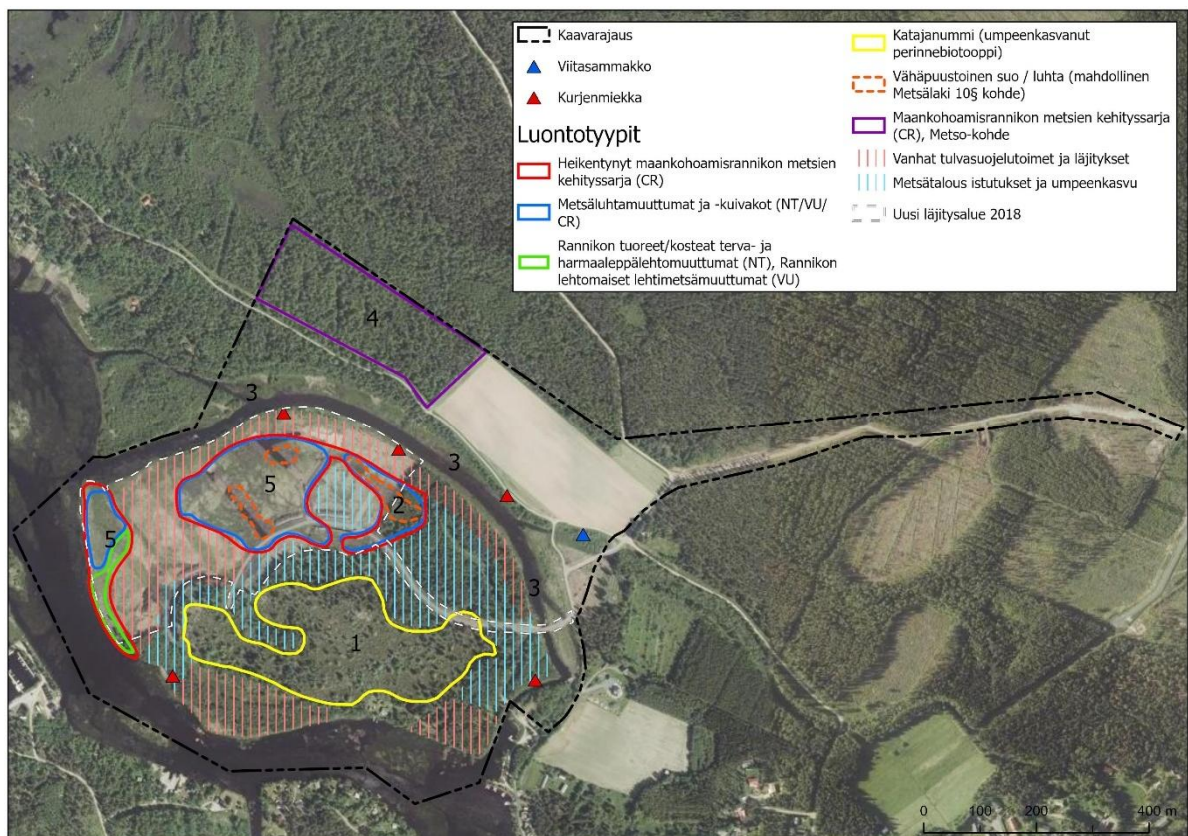 Kaavarajaus
Viitasammakko
Kurjenmiekka
Luontotyypit
Heikentynyt maankohoamisrannikon metsien
kehityssarja (CR)
Metsäluhtamuuttumat ja -kuivakot (NT/VU/
CR)
Rannikon tuoreet/kosteat terva- ja
harmaaleppälehtomuuttumat (NT), Rannikon
lehtomaiset lehtimetsämuuttumat (VU)
Katajanummi (umpeenkasvanut
perinnebiotooppi)
Vähäpuustoinen suo / luhta (mahdollinen
Metsälaki 10§ kohde)
Maankohoamisrannikon metsien kehityssarja
(CR), Metso-kohde
Vanhat tulvasuojelutoimet ja läjitykset
Metsätalous istutukset ja umpeenkasvu
Uusi läjitysalue 2018
4
3
3
5
2
5
3
1
0 100 200 400 m